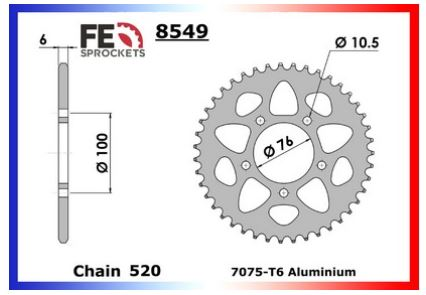 6
FE
SPROCKETS
8549
Ø 10.5
Ø 100
Ø 76
Chain 520
7075-T6 Aluminium